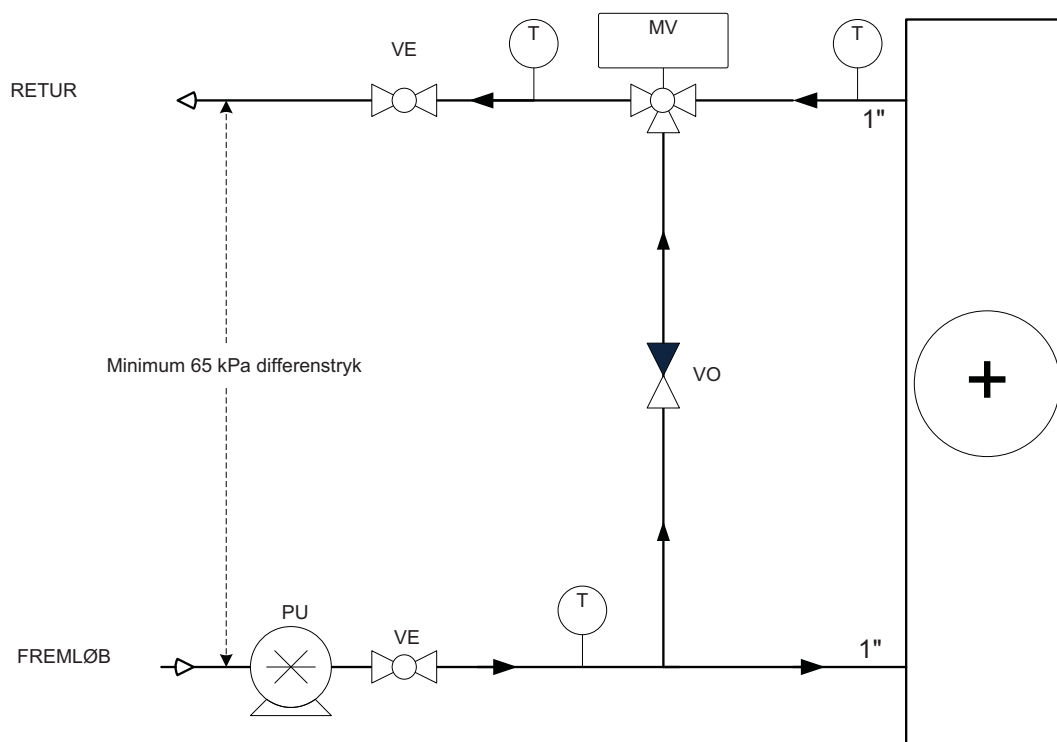 T
MV
T
VE
RETUR
1"
Minimum 65 kPa differenstryk
VO
T
PU
VE
FREMLØB
1"